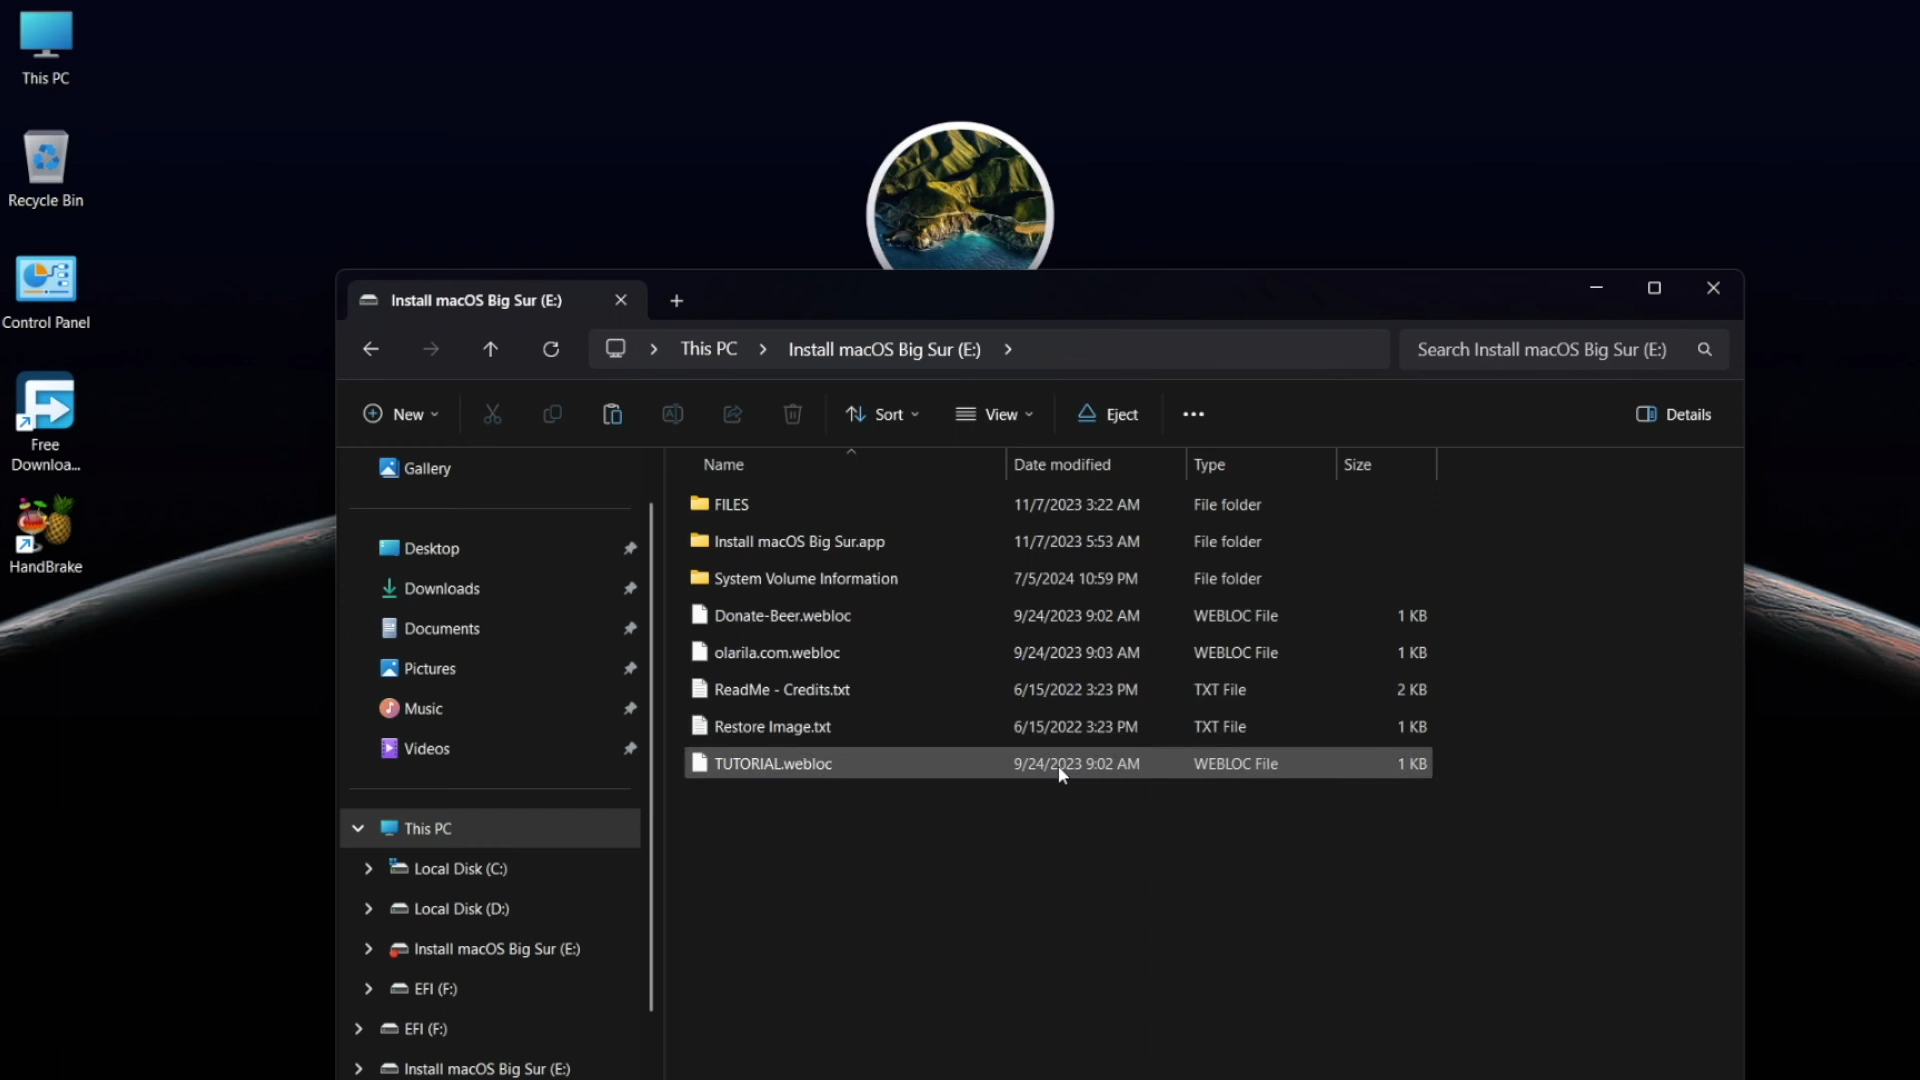 This PC
Recycle Bin
Control Panel
Free
Downloa...
HandBrake
Install macOS Big Sur (E:)
This PC
Install macOS Big Sur (E:)
Search Install macOS Big Sur (E:)
New
Sort
View
Eject
Details
Gallery
Desktop
Downloads
Documents
Pictures
Music
Videos
This PC
Local Disk (C:)
Local Disk (D:)
Install macOS Big Sur (E:)
EFI (F:)
EFI (F:)
Install macOS Big Sur (E:)
Name Date modified Type Size
FILES 11/7/2023 3:22 AM File folder
Install macOS Big Sur.app 11/7/2023 5:53 AM File folder
System Volume Information 7/5/2024 10:59 PM File folder
Donate-Beer.webloc 9/24/2023 9:02 AM WEBLOC File 1 KB
olarila.com.webloc 9/24/2023 9:03 AM WEBLOC File 1 KB
ReadMe - Credits.txt 6/15/2022 3:23 PM TXT File 2 KB
Restore Image.txt 6/15/2022 3:23 PM TXT File 1 KB
TUTORIAL.webloc 9/24/2023 9:02 AM WEBLOC File 1 KB